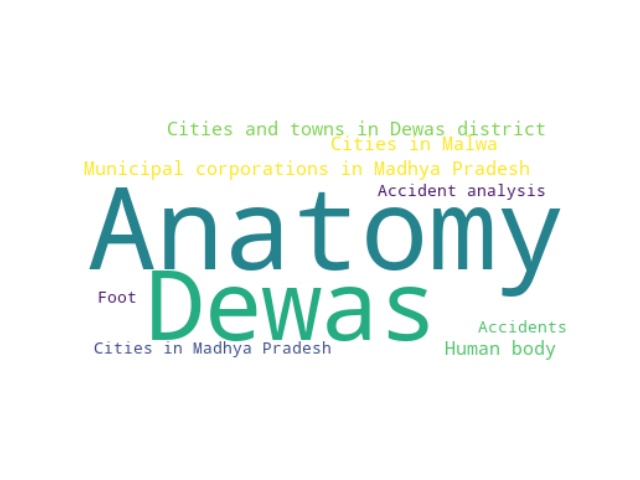 Cities and towns in Dewas district
Cities in Malwa
Municipal corporations in Madhya Pradesh
Accident analysis
Anatomy
Dewas
Foot
Accidents
Cities in Madhya Pradesh
Human body